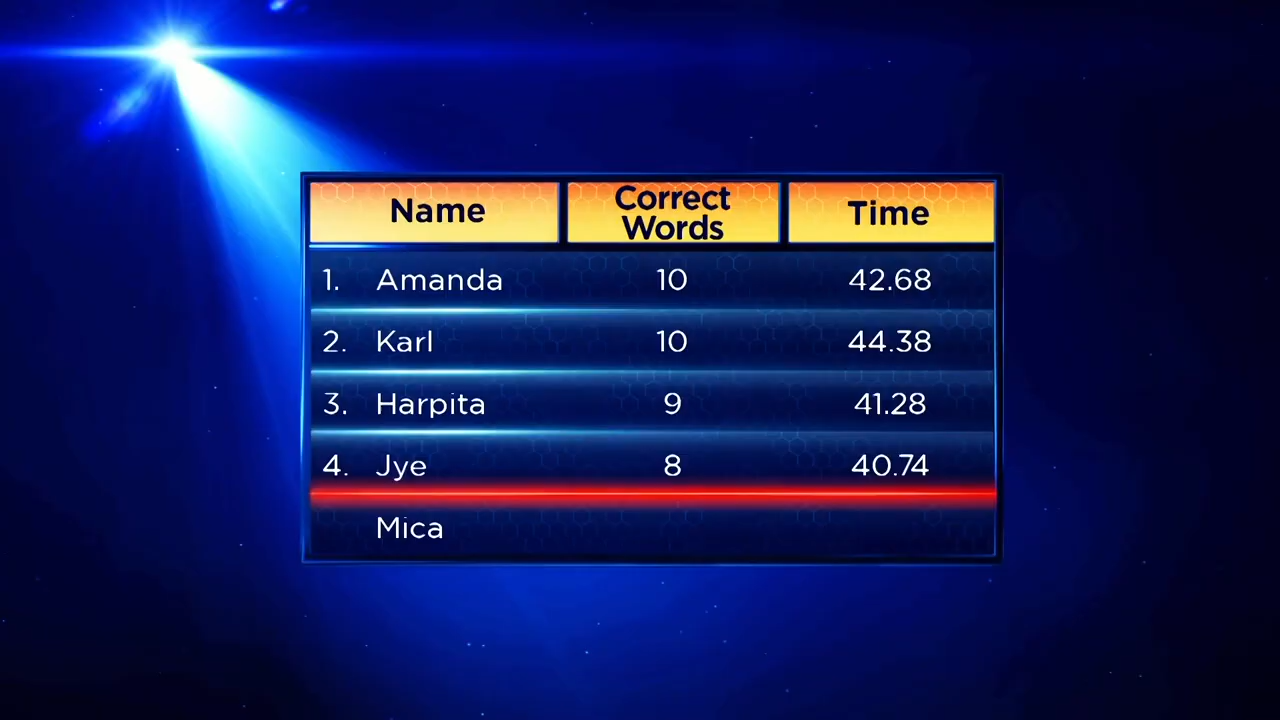 Name Correct Words Time
1. Amanda 10 42.68
2. Karl 10 44.38
3. Harpita 9 41.28
4. Jye 8 40.74
Mica